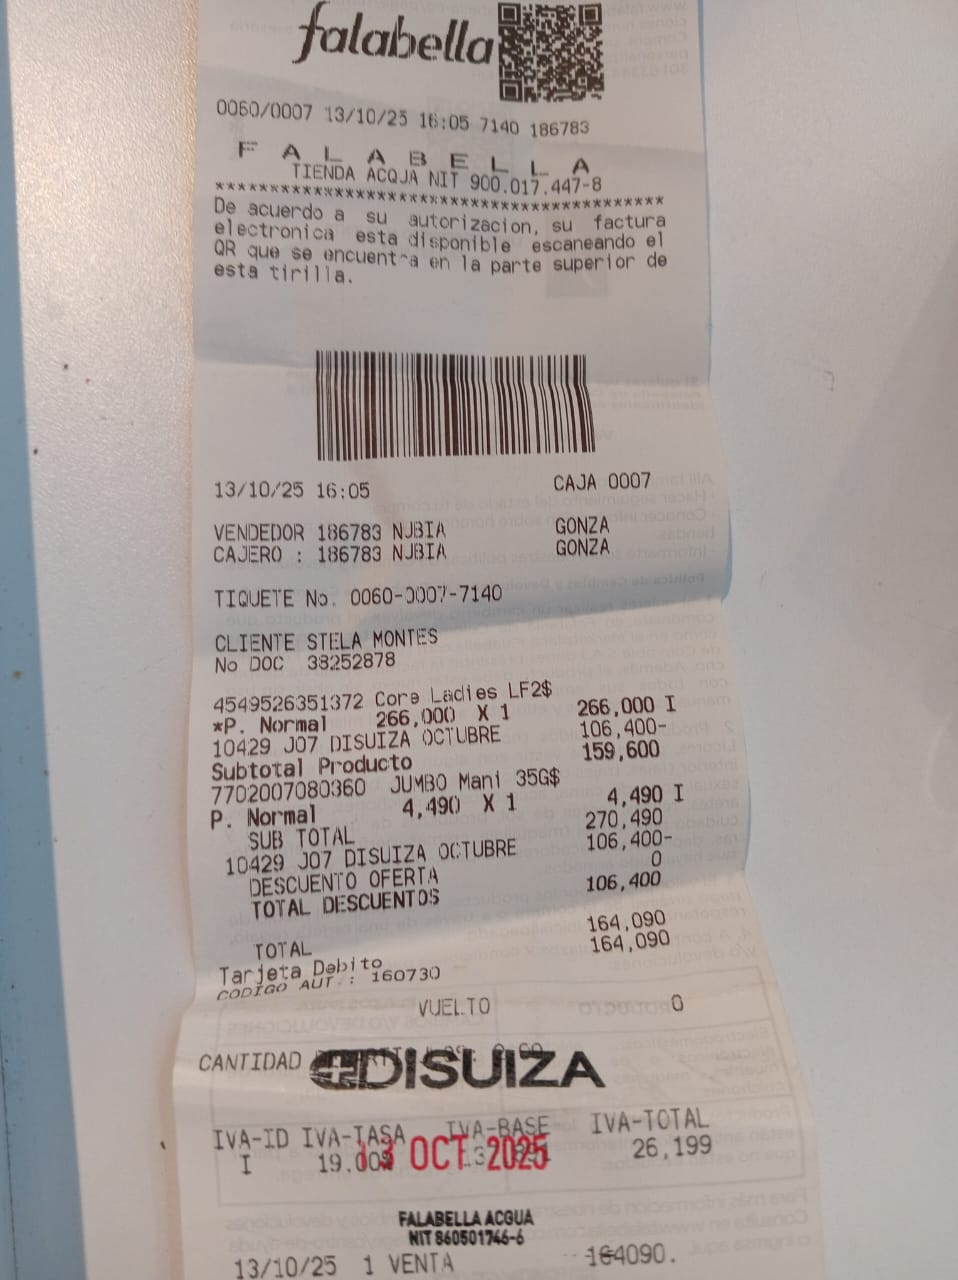 falabella
0060/0007 13/10/25 16:05 7140 186783
F A L A B E L L A
TIENDA ACQJA NIT 900.017.447-8
*****************************************
De acuerdo a su autorizacion, su factura
electronica esta disponible escaneando el
QR que se encuentra en la parte superior de
esta tirilla.
13/10/25 16:05 CAJA 0007
VENDEDOR 186783 NJBIA GONZA
CAJERO : 186783 NJBIA GONZA
TIQUETE No. 0060-0007-7140
CLIENTE STELA MONTES
No DOC 38252878
4549526351372 Cora Ladies LF2$
*P. Normal 266,000 X 1 266,000 I
10429 J07 DISUIZA OCTUBRE 106,400-
Subtotal Producto 159,600
7702007080360 JUMBO Mani 35G$
P. Normal 4,490 X 1 4,490 I
SUB TOTAL 270,490
10429 J07 DISUIZA OCTUBRE 106,400-
DESCUENTO OFERTA 0
TOTAL DESCUENTOS 106,400
TOTAL 164,090
Tarjeta Debito 164,090
CODIGO AUT.: 160730
VUELTO 0
CANTIDAD
DISUIZA
IVA-ID IVA-TASA IVA-BASE IVA-TOTAL
I 19.00% 26,199
OCT 2025
FALABELLA ACGUA
NIT 860501746-6
13/10/25 1 VENTA 164090.